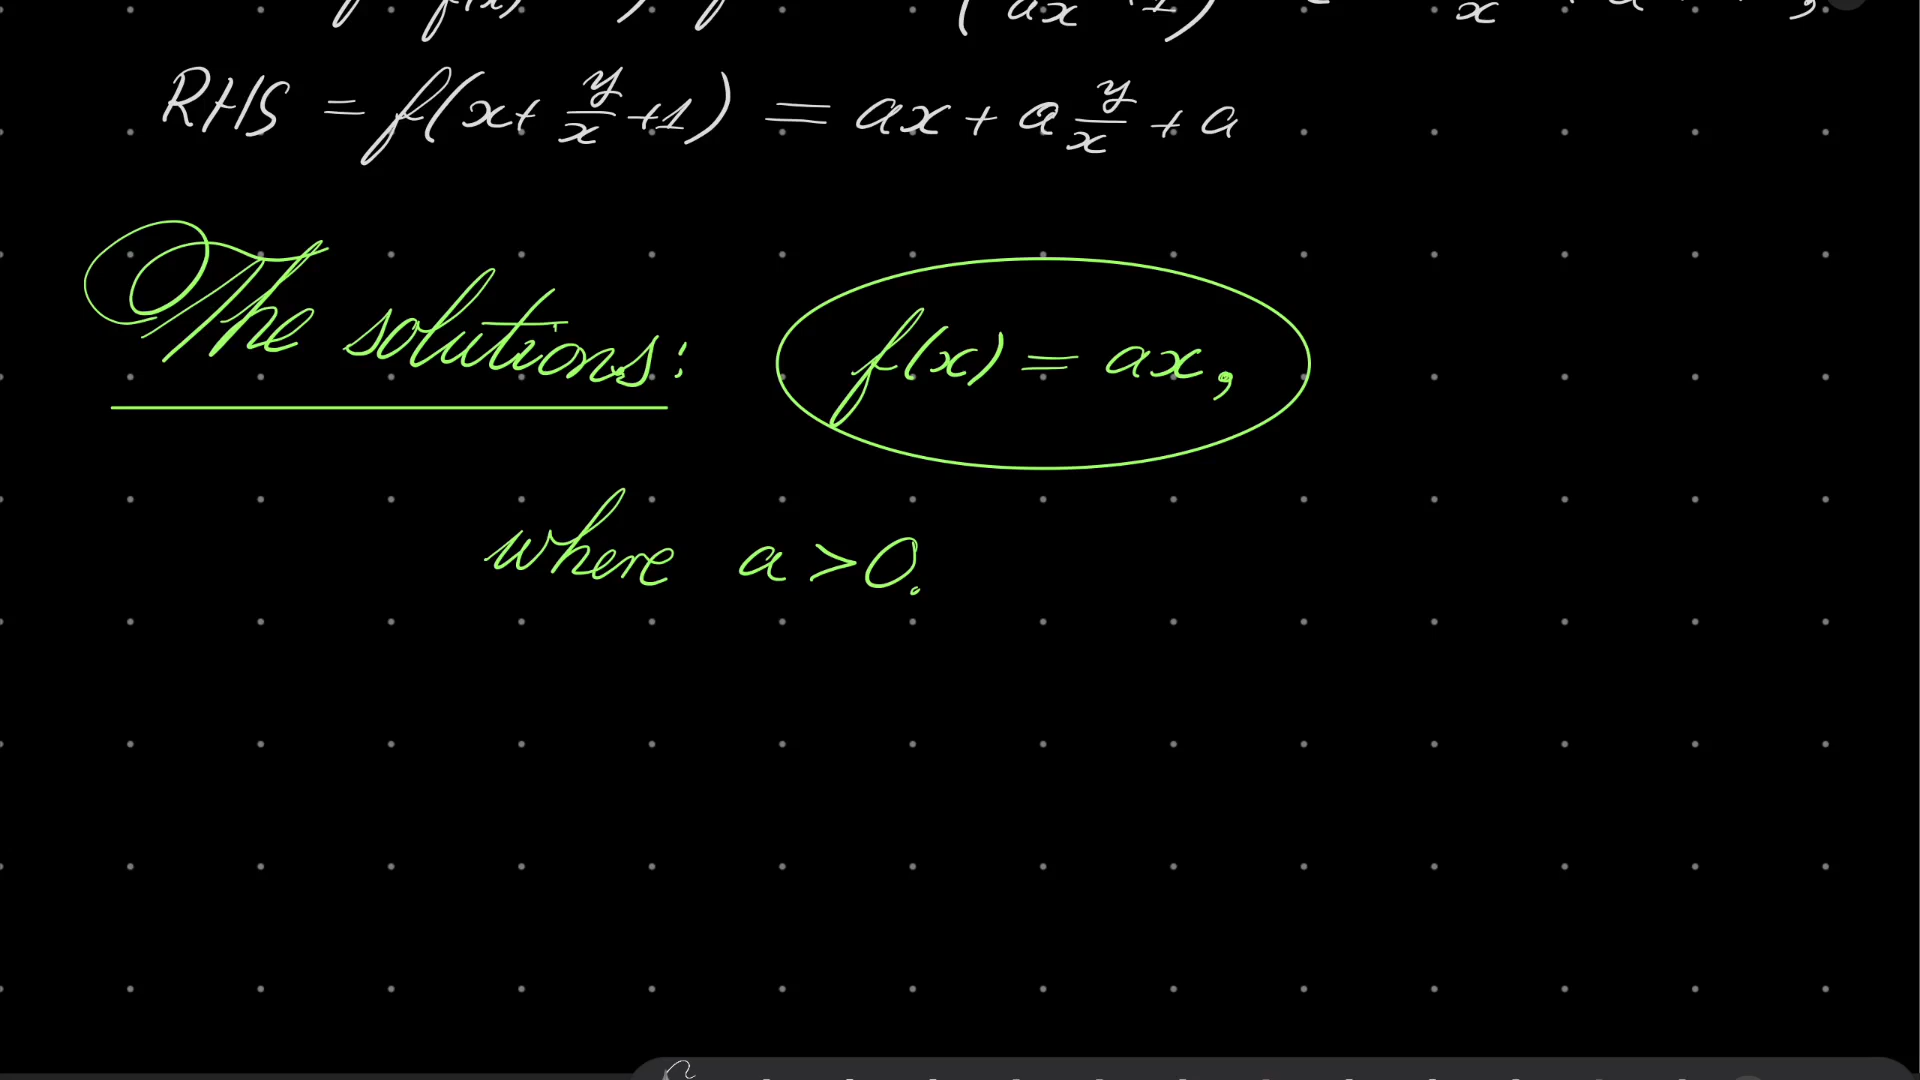 RHS = f(x + y/x + 1) = ax + a y/x + a
The solutions: f(x) = ax,
where a > 0.